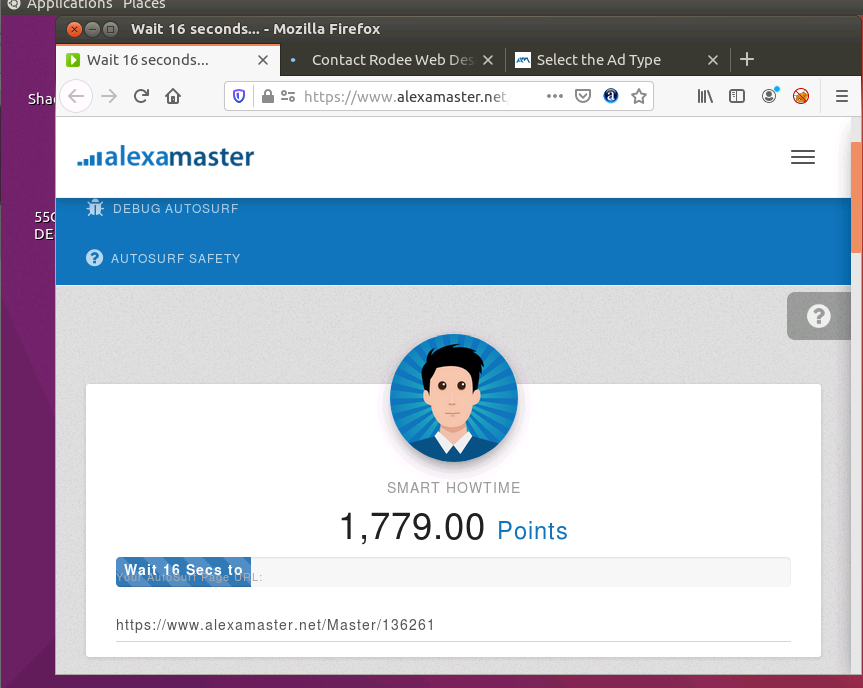 Applications Places
Wait 16 seconds... - Mozilla Firefox
Wait 16 seconds...
Contact Rodee Web Des
Select the Ad Type
https://www.alexamaster.net
alexamaster
DEBUG AUTOSURF
AUTOSURF SAFETY
SMART HOWTIME
1,779.00 Points
Wait 16 Secs to
Your AutoSurf Page URL:
https://www.alexamaster.net/Master/136261
Shad
55C
DE